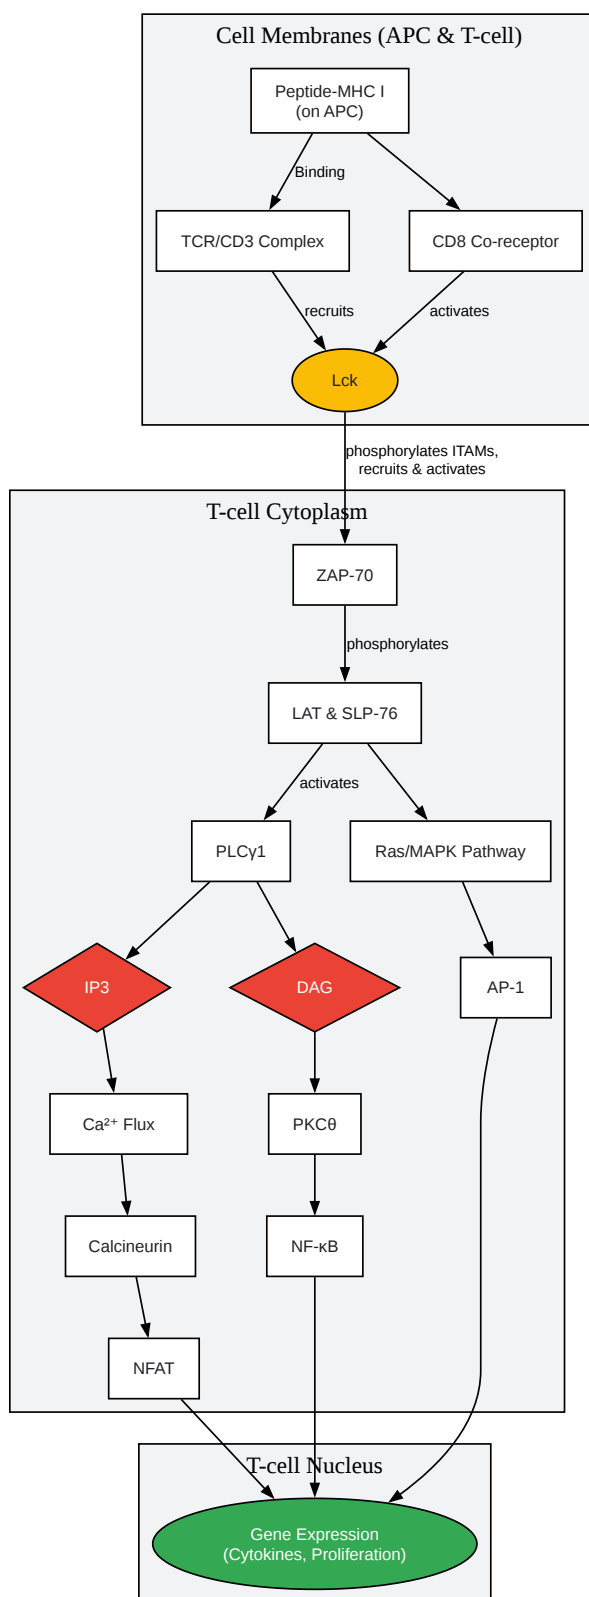 Cell Membranes (APC & T-cell)
Peptide-MHC I
(on APC)
Binding
TCR/CD3 Complex
CD8 Co-receptor
recruits
activates
Lck
phosphorylates ITAMs,
recruits & activates
T-cell Cytoplasm
ZAP-70
phosphorylates
LAT & SLP-76
activates
PLCγ1
Ras/MAPK Pathway
IP3
DAG
AP-1
Ca²⁺ Flux
PKCθ
Calcineurin
NF-κB
NFAT
T-cell Nucleus
Gene Expression
(Cytokines, Proliferation)